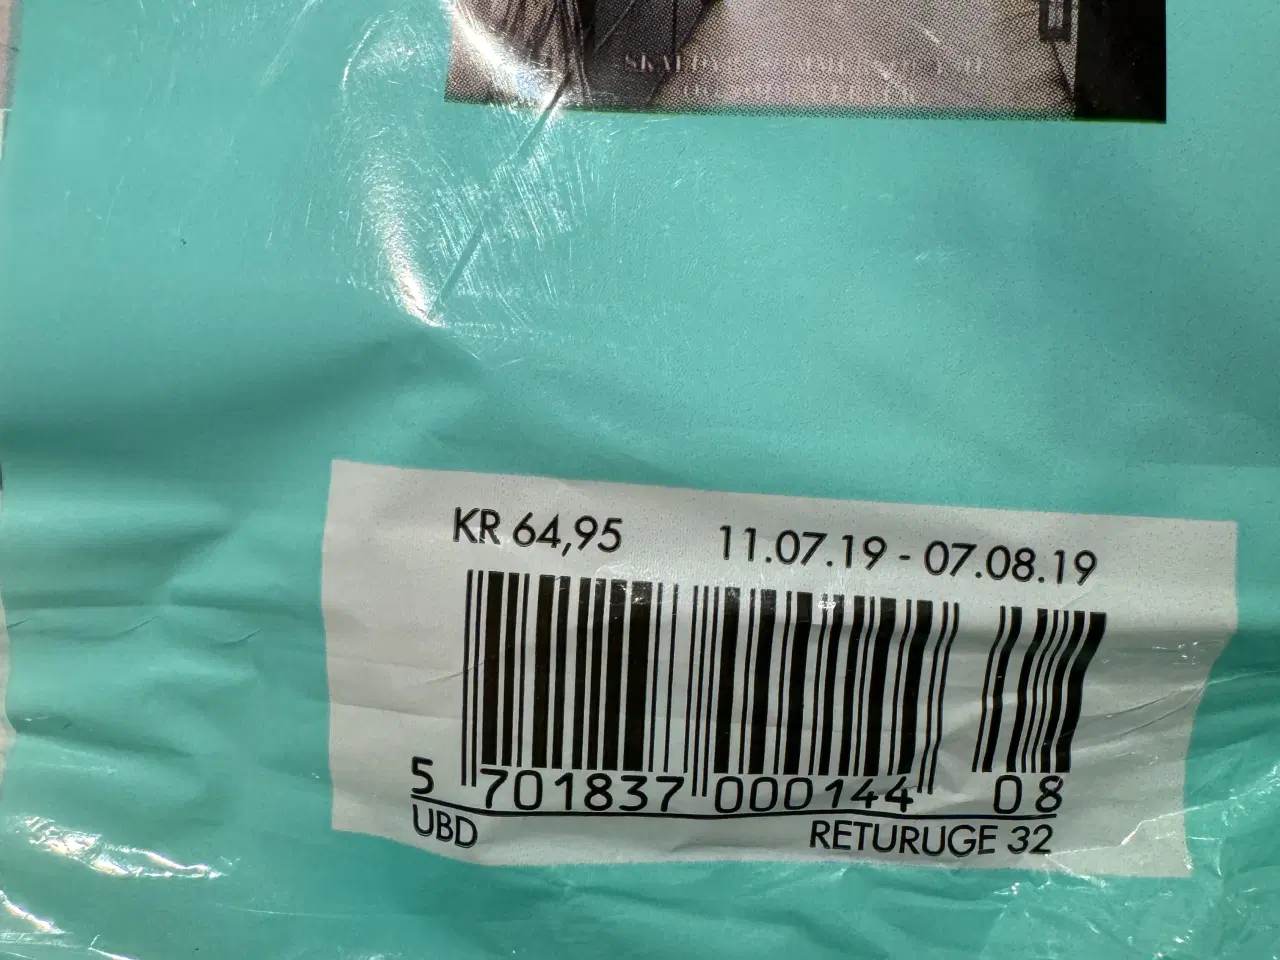 KR 64,95 11.07.19 - 07.08.19
5 701837 000144 08
UBD RETURUGE 32